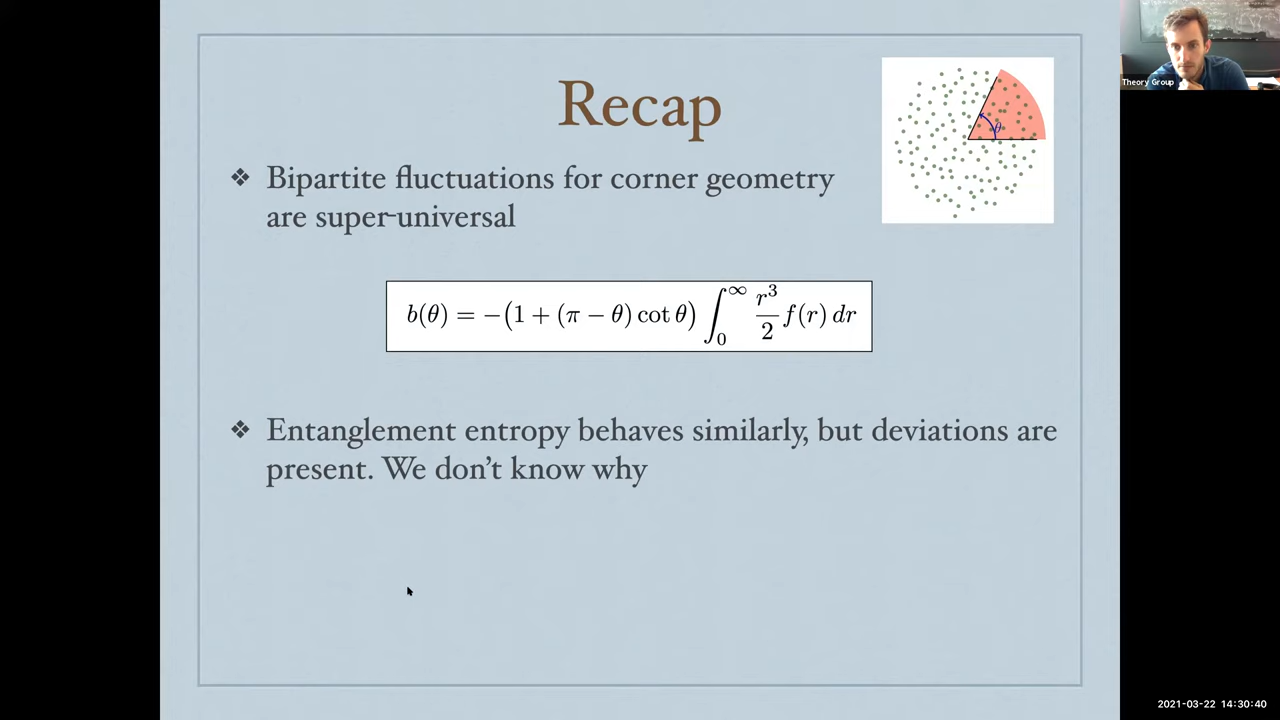 Recap
θ
❖ Bipartite fluctuations for corner geometry
are super-universal
b(θ) = −(1 + (π − θ) cot θ) ∫₀^∞ r³/2 f(r) dr
❖ Entanglement entropy behaves similarly, but deviations are
present. We don't know why
Theory Group
2021-03-22 14:30:40